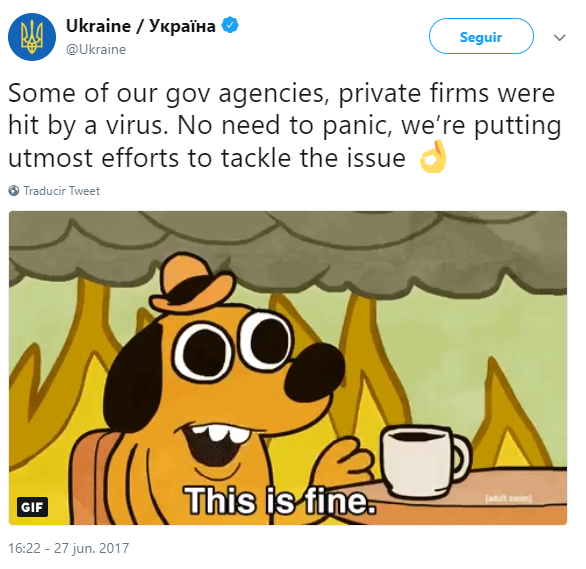 Ukraine / Україна
@Ukraine
Seguir
Some of our gov agencies, private firms were
hit by a virus. No need to panic, we’re putting
utmost efforts to tackle the issue 👌
Traducir Tweet
This is fine.
[adult swim]
GIF
16:22 - 27 jun. 2017